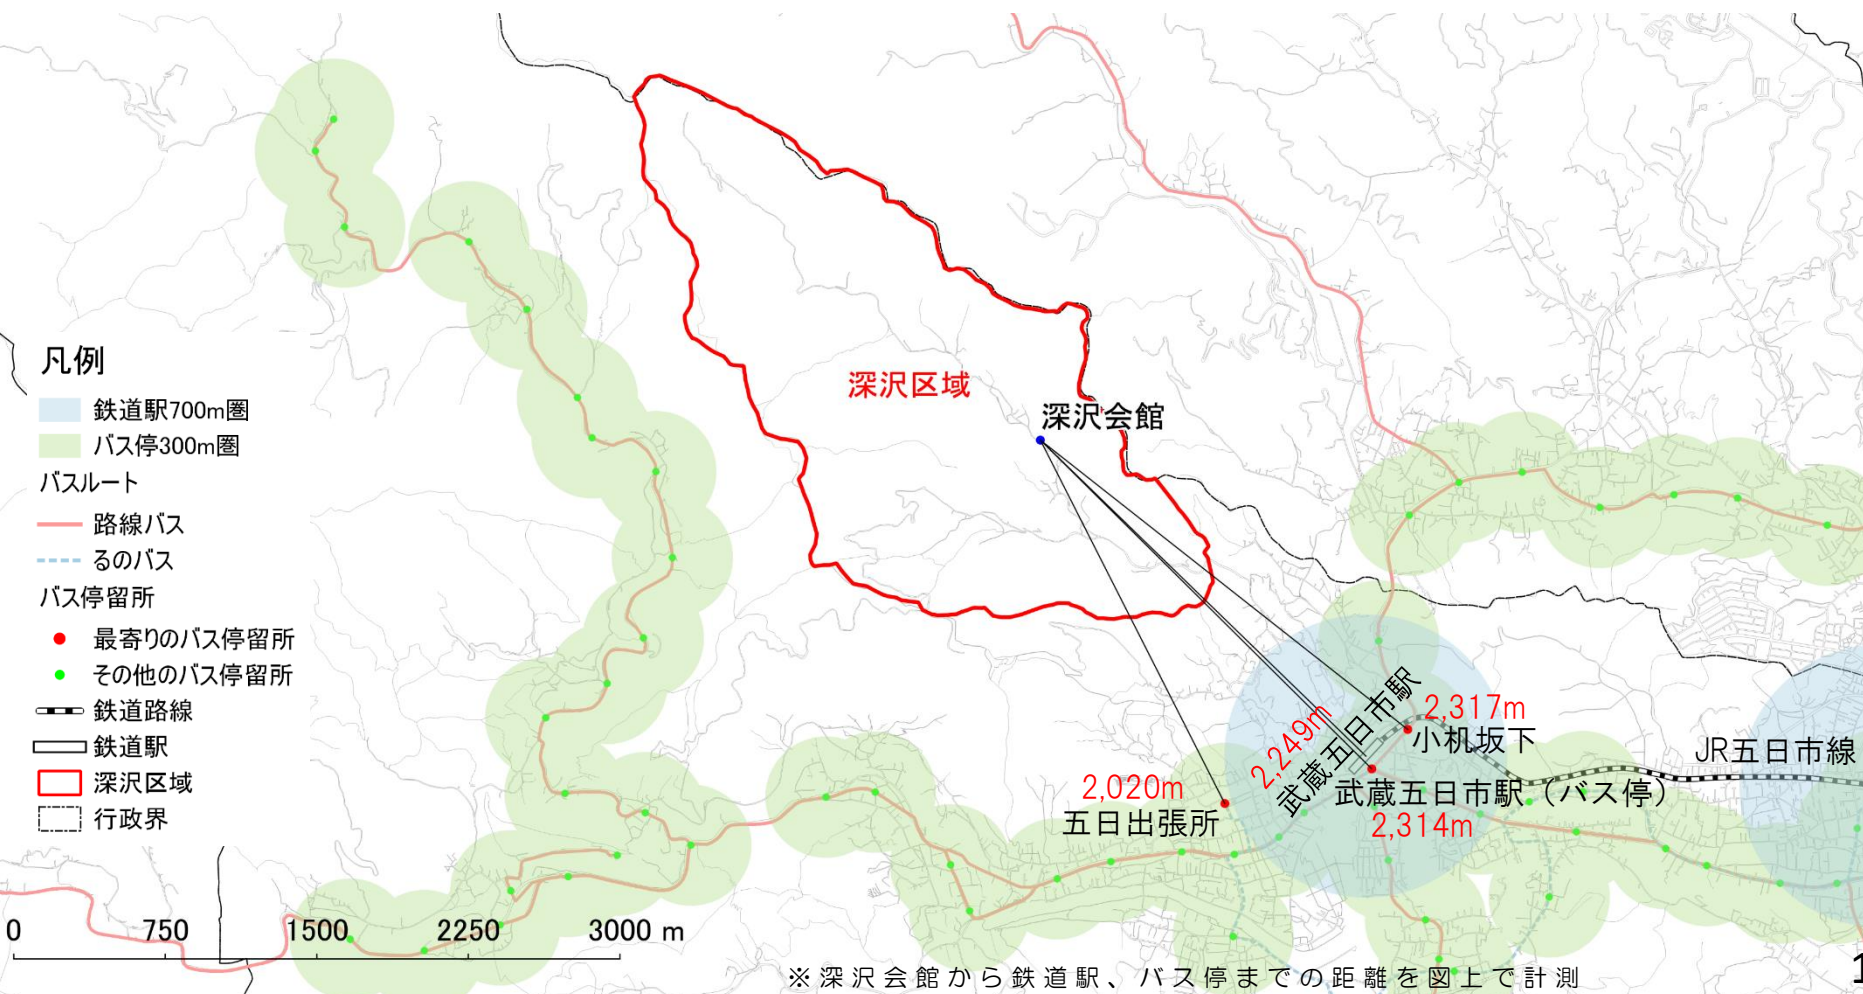 深沢区域
深沢会館
凡例
鉄道駅700m圏
バス停300m圏
バスルート
路線バス
るのバス
バス停留所
最寄りのバス停留所
その他のバス停留所
鉄道路線
鉄道駅
深沢区域
行政界
2,249m
武蔵五日市駅
2,317m
小机坂下
JR五日市線
2,020m
五日出張所
武蔵五日市駅（バス停）
2,314m
0 750 1500 2250 3000 m
※深沢会館から鉄道駅、バス停までの距離を図上で計測
1